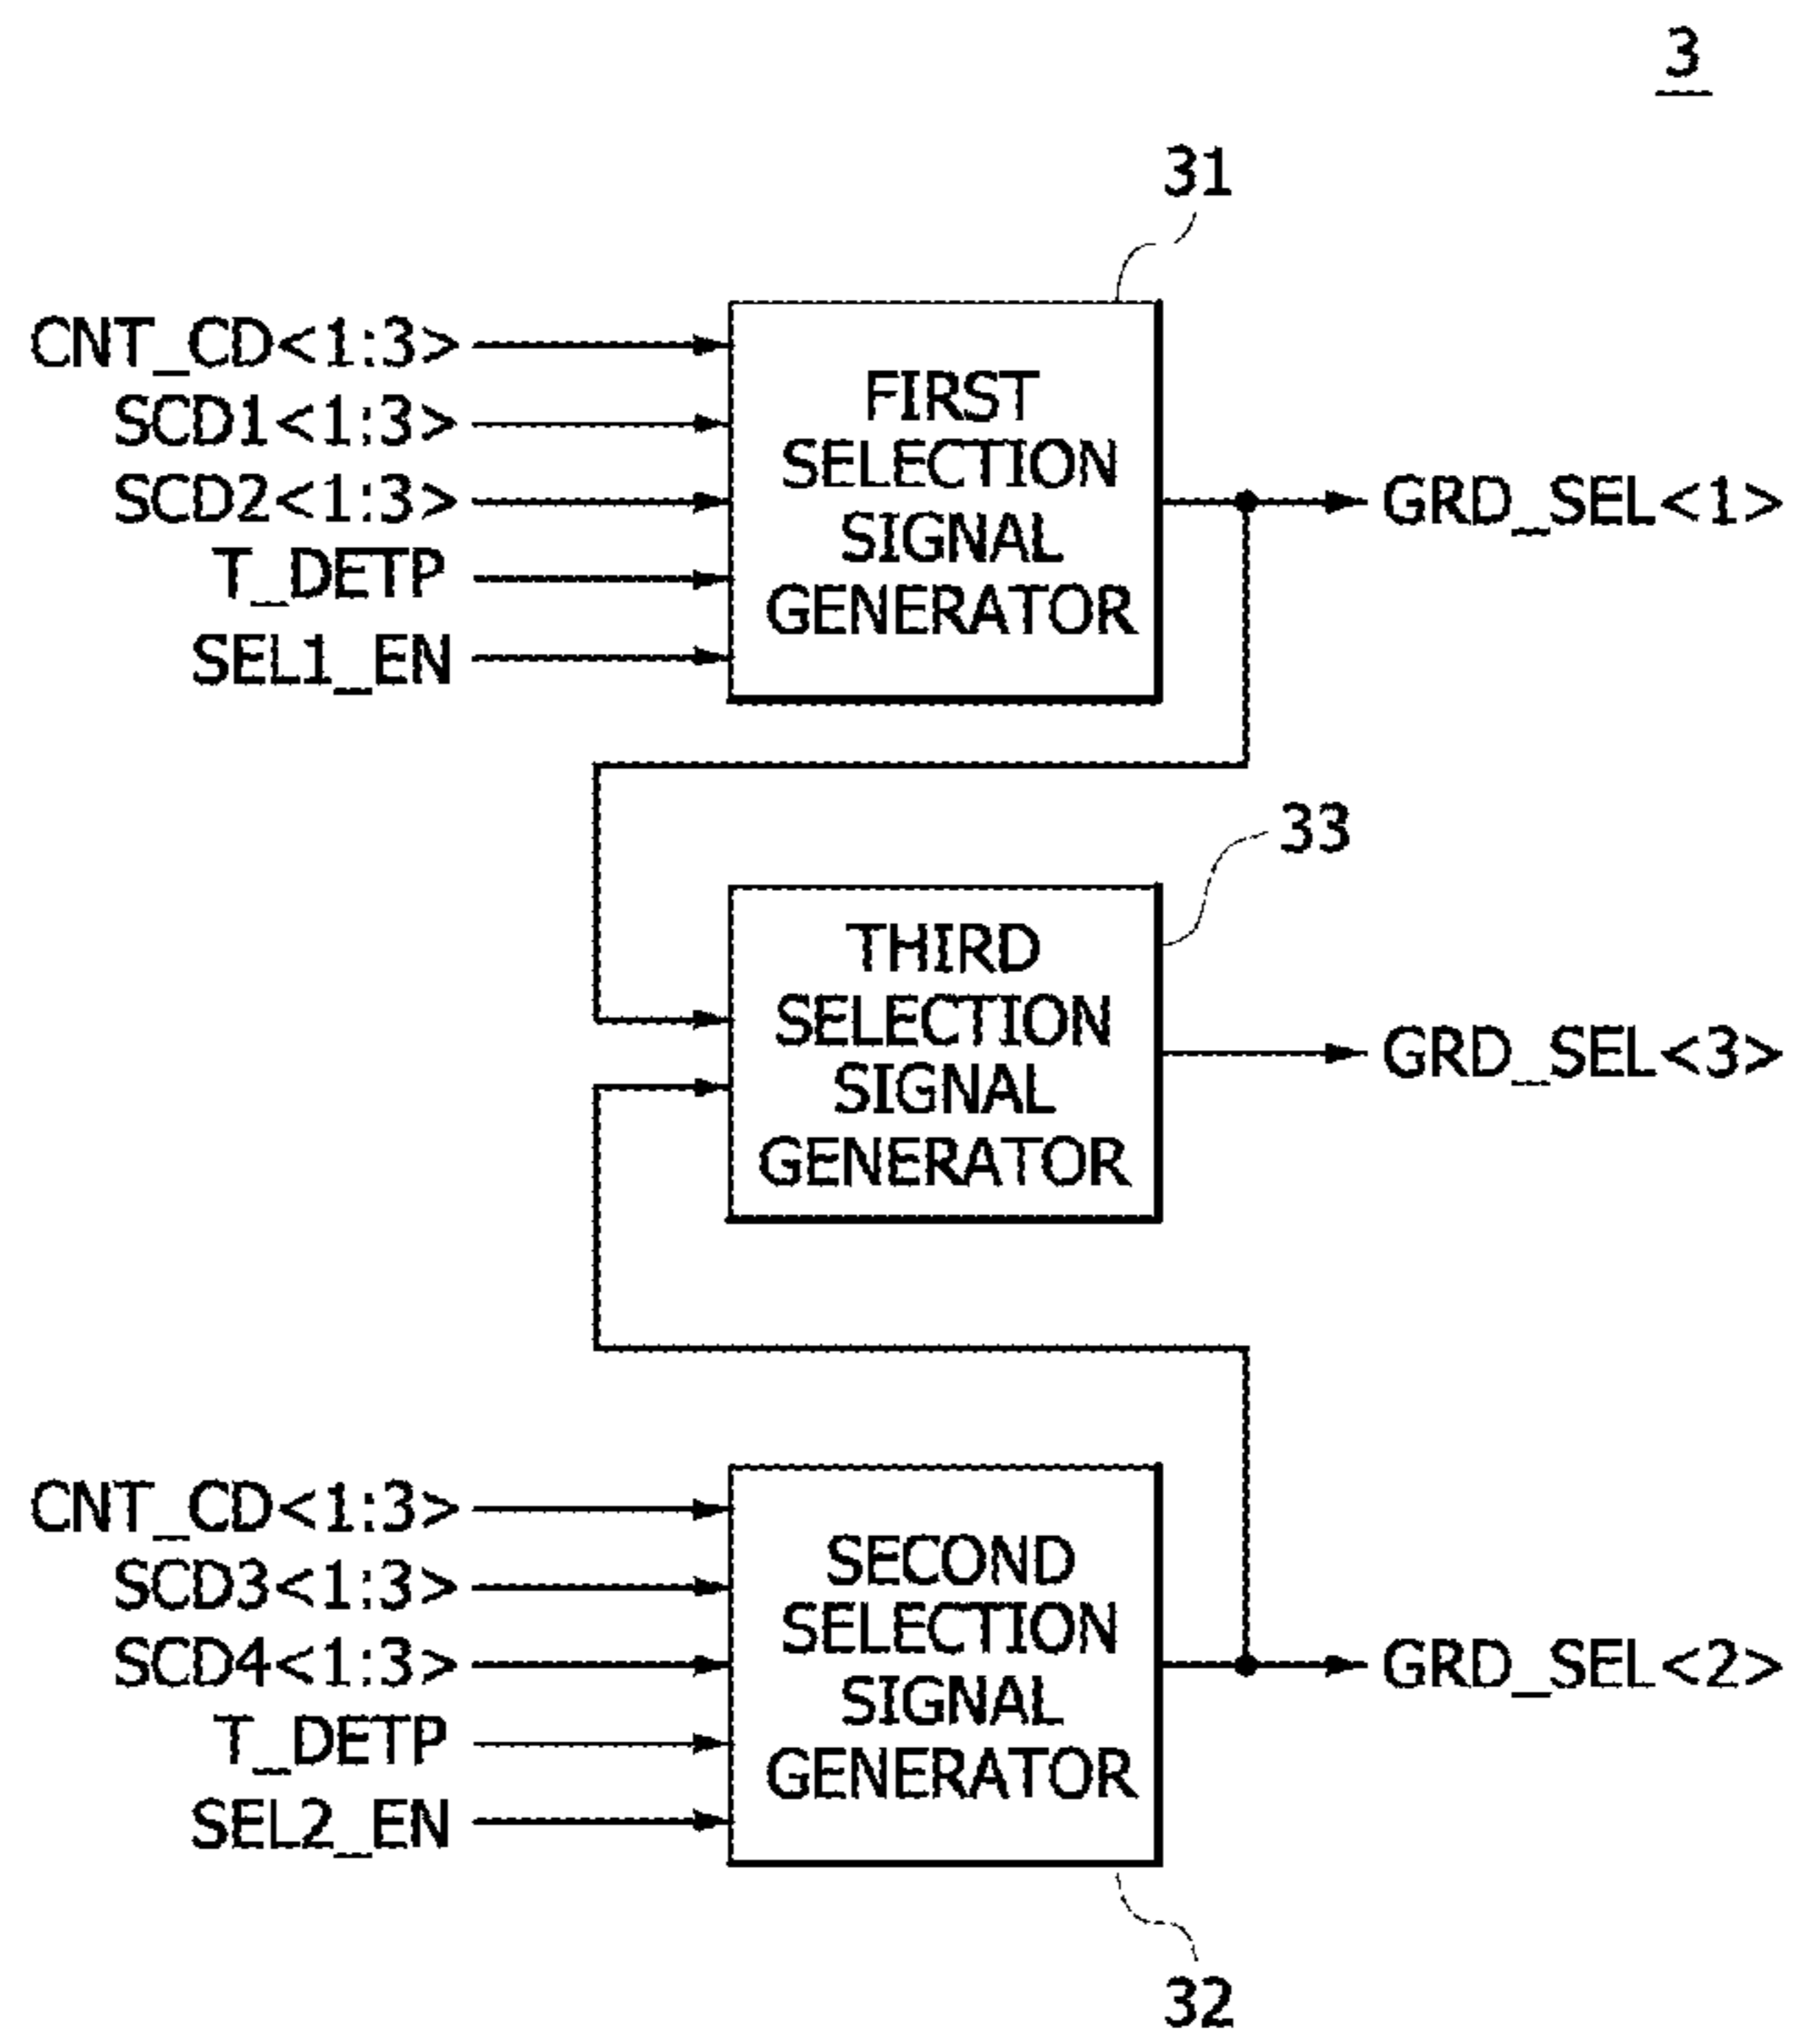 3
31
CNT_CD<1:3>
SCD1<1:3>
SCD2<1:3>
T_DETP
SEL1_EN
FIRST
SELECTION
SIGNAL
GENERATOR
GRD_SEL<1>
33
THIRD
SELECTION
SIGNAL
GENERATOR
GRD_SEL<3>
CNT_CD<1:3>
SCD3<1:3>
SCD4<1:3>
T_DETP
SEL2_EN
SECOND
SELECTION
SIGNAL
GENERATOR
GRD_SEL<2>
32